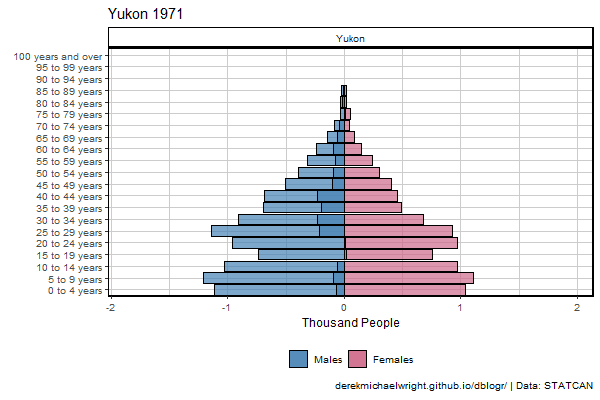 Yukon 1971
Yukon
100 years and over
95 to 99 years
90 to 94 years
85 to 89 years
80 to 84 years
75 to 79 years
70 to 74 years
65 to 69 years
60 to 64 years
55 to 59 years
50 to 54 years
45 to 49 years
40 to 44 years
35 to 39 years
30 to 34 years
25 to 29 years
20 to 24 years
15 to 19 years
10 to 14 years
5 to 9 years
0 to 4 years
-2 -1 0 1 2
Thousand People
Males Females
derekmichaelwright.github.io/dblogr/ | Data: STATCAN